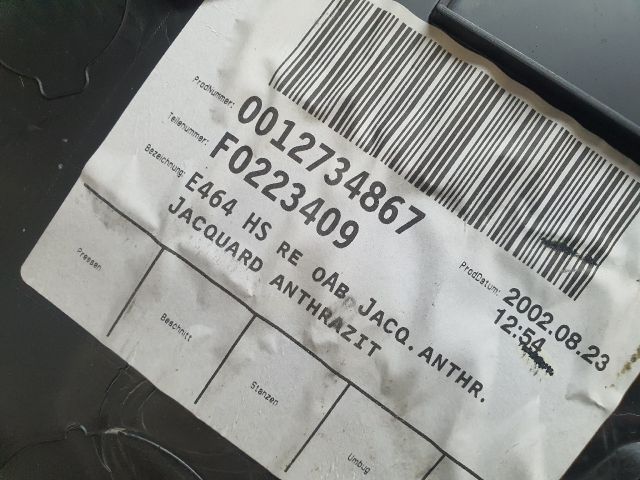 ProdNummer: 0012734867
Teilenummer: F0223409
Bezeichnung: E464 HS RE OAB JACQ.ANTHR.
JACQUARD ANTHRAZIT
ProdDatum: 2002.08.23
12:54
Pressen
Beschnitt
Stanzen
Umbug